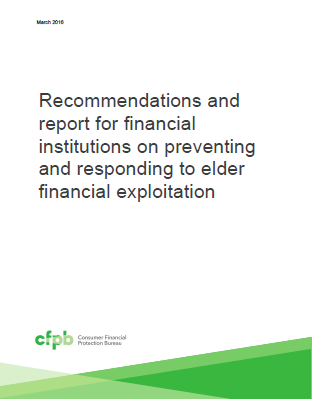 March 2016
Recommendations and
report for financial
institutions on preventing
and responding to elder
financial exploitation
cfpb
Consumer Financial
Protection Bureau